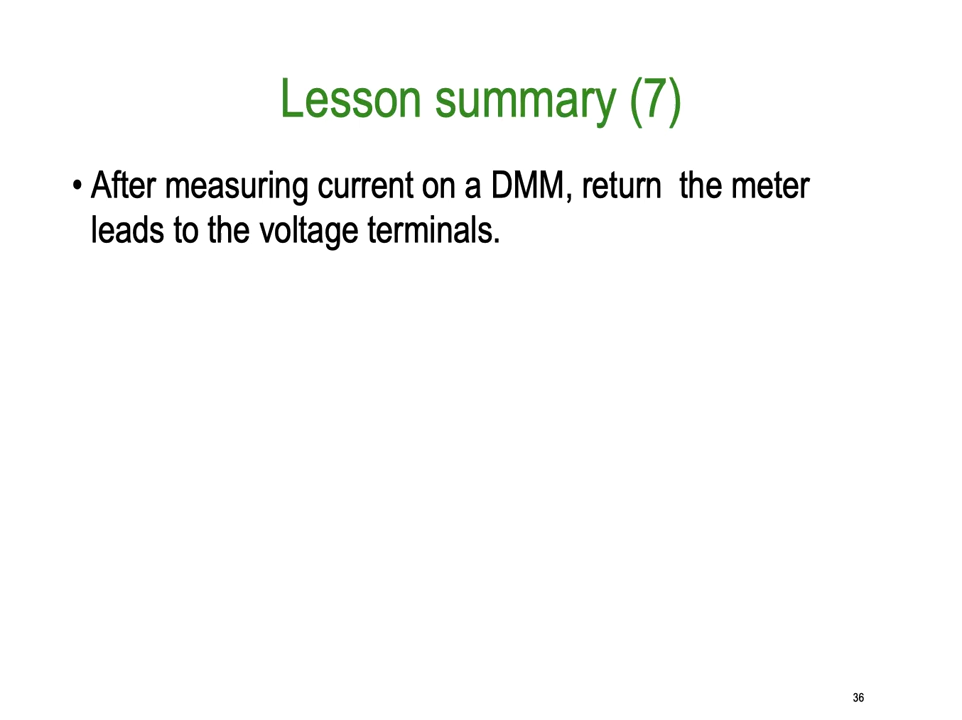 Lesson summary (7)
• After measuring current on a DMM, return  the meter
leads to the voltage terminals.
36